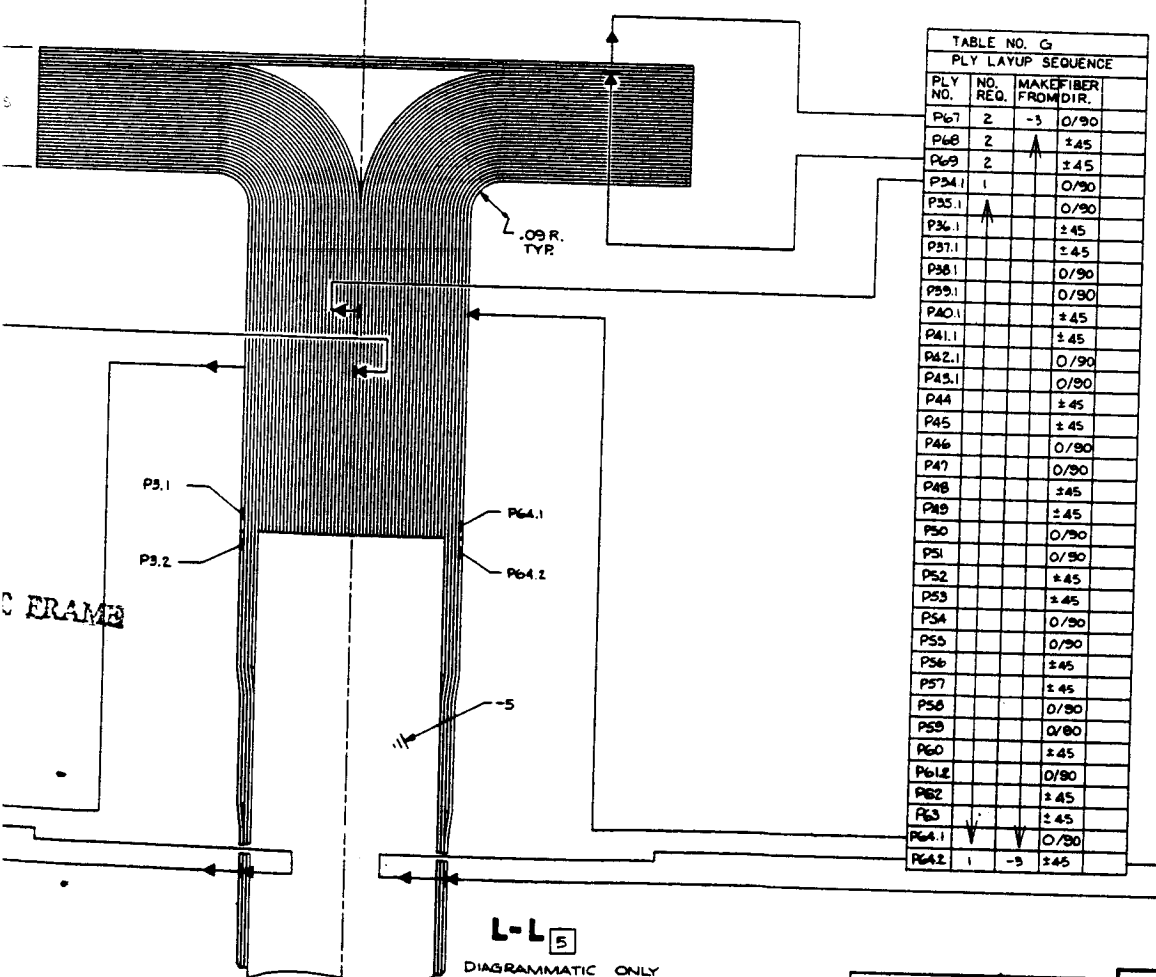 TABLE NO. G
PLY LAYUP SEQUENCE
PLY NO. NO. REQ. MAKE FROM FIBER DIR.
P67 2 -3 0/90
P68 2 ±45
P69 2 ±45
P34.1 1 0/90
P35.1 0/90
P36.1 ±45
P37.1 ±45
P38.1 0/90
P39.1 0/90
P40.1 ±45
P41.1 ±45
P42.1 0/90
P43.1 0/90
P44 ±45
P45 ±45
P46 0/90
P47 0/90
P48 ±45
P49 ±45
P50 0/90
P51 0/90
P52 ±45
P53 ±45
P54 0/90
P55 0/90
P56 ±45
P57 ±45
P58 0/90
P59 0/90
P60 ±45
P61.2 0/90
P62 ±45
P63 ±45
P64.1 0/90
P64.2 1 -3 ±45
S
.09 R.
TYP.
P3.1
P64.1
P3.2
P64.2
C FRAME
-5
L-L 5
DIAGRAMMATIC ONLY